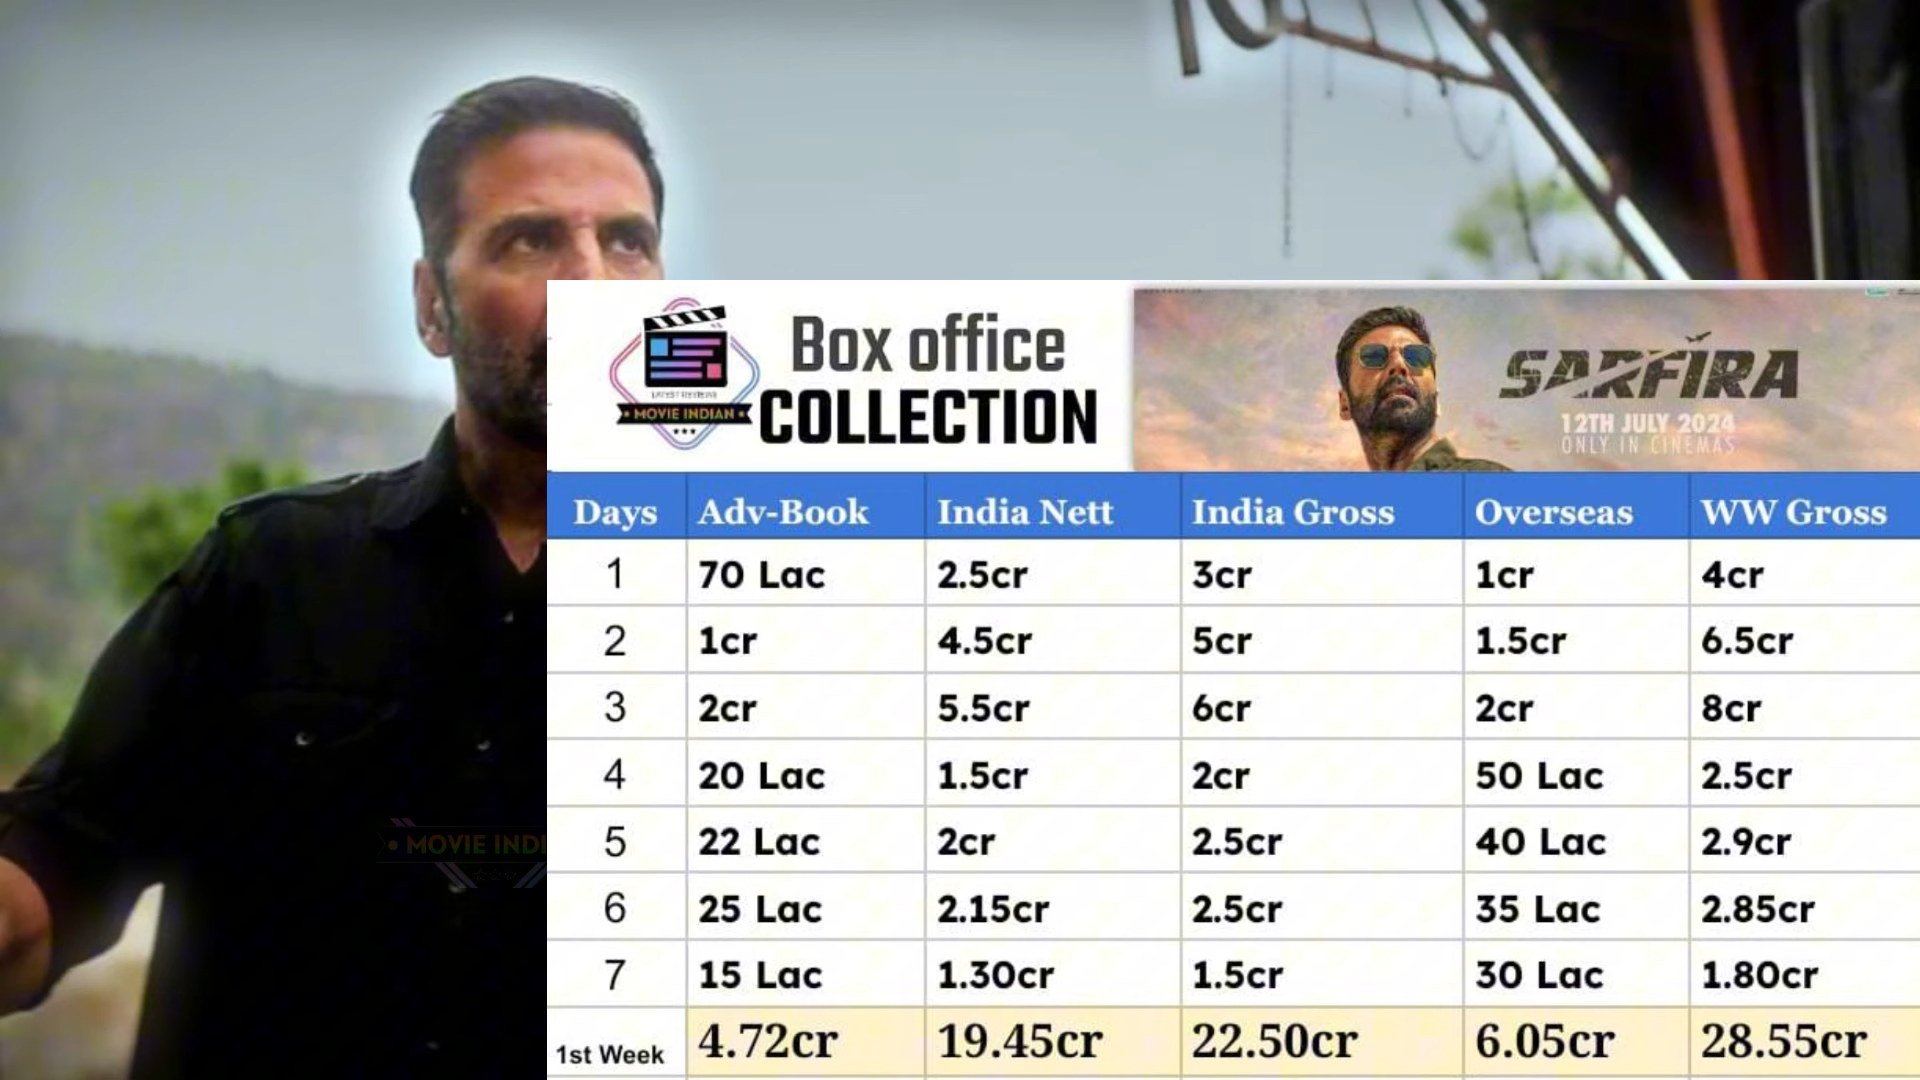 10
LATEST REVIEWS
MOVIE INDIAN
Box office
COLLECTION
SARFIRA
12TH JULY 2024
ONLY IN CINEMAS
Days Adv-Book India Nett India Gross Overseas WW Gross
1 70 Lac 2.5cr 3cr 1cr 4cr
2 1cr 4.5cr 5cr 1.5cr 6.5cr
3 2cr 5.5cr 6cr 2cr 8cr
4 20 Lac 1.5cr 2cr 50 Lac 2.5cr
5 22 Lac 2cr 2.5cr 40 Lac 2.9cr
6 25 Lac 2.15cr 2.5cr 35 Lac 2.85cr
7 15 Lac 1.30cr 1.5cr 30 Lac 1.80cr
1st Week 4.72cr 19.45cr 22.50cr 6.05cr 28.55cr
MOVIE INDI